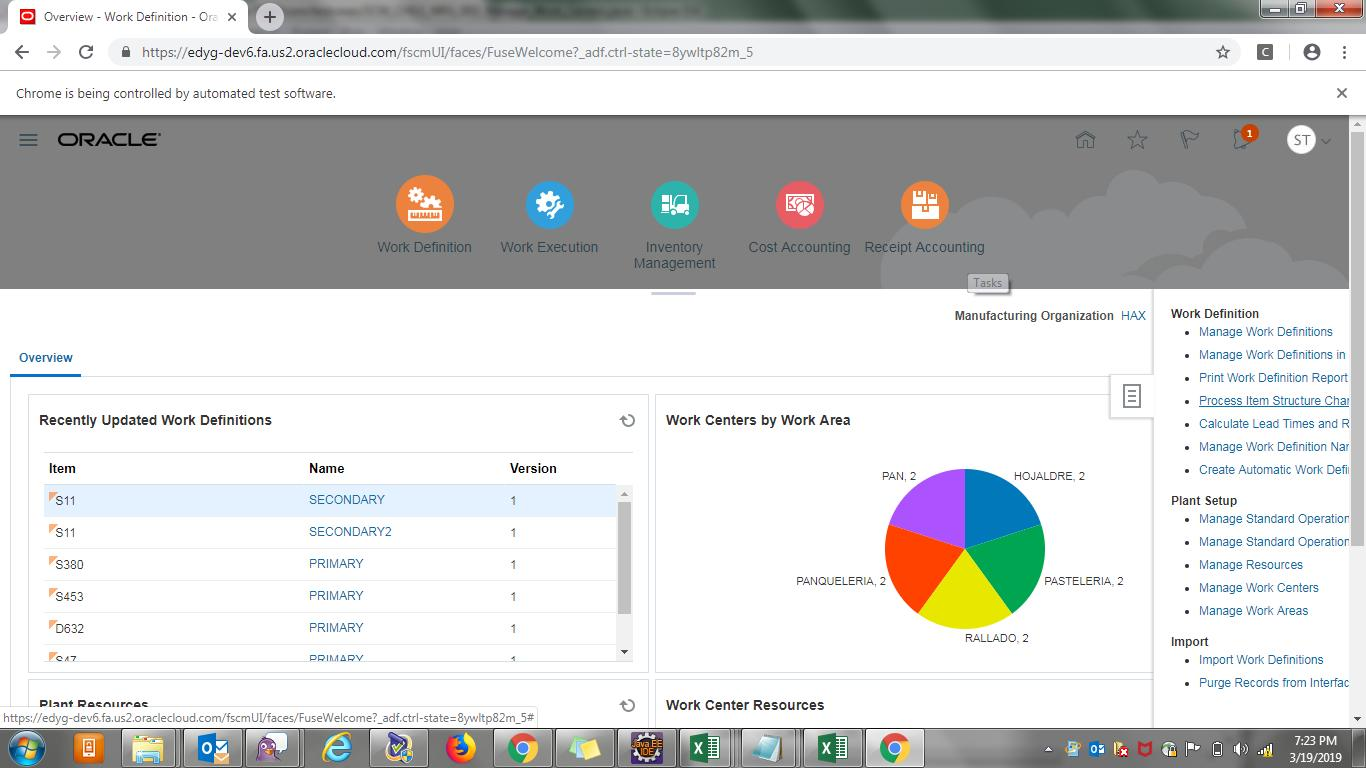 Overview - Work Definition - Ora
https://edyg-dev6.fa.us2.oraclecloud.com/fscmUI/faces/FuseWelcome?_adf.ctrl-state=8ywltp82m_5
C
Chrome is being controlled by automated test software.
ORACLE
1
ST
Work Definition
Work Execution
Inventory
Management
Cost Accounting
Receipt Accounting
Tasks
Manufacturing Organization HAX
Overview
Recently Updated Work Definitions
Item Name Version
S11 SECONDARY 1
S11 SECONDARY2 1
S380 PRIMARY 1
S453 PRIMARY 1
D632 PRIMARY 1
S47 PRIMARY 1
Plant Resources
Work Centers by Work Area
PAN, 2
HOJALDRE, 2
PANQUELERIA, 2
PASTELERIA, 2
RALLADO, 2
Work Center Resources
Work Definition
Manage Work Definitions
Manage Work Definitions in
Print Work Definition Report
Process Item Structure Char
Calculate Lead Times and R
Manage Work Definition Nar
Create Automatic Work Defi
Plant Setup
Manage Standard Operation
Manage Standard Operation
Manage Resources
Manage Work Centers
Manage Work Areas
Import
Import Work Definitions
Purge Records from Interfac
https://edyg-dev6.fa.us2.oraclecloud.com/fscmUI/faces/FuseWelcome?_adf.ctrl-state=8ywltp82m_5#
Java EE
IDE
7:23 PM
3/19/2019